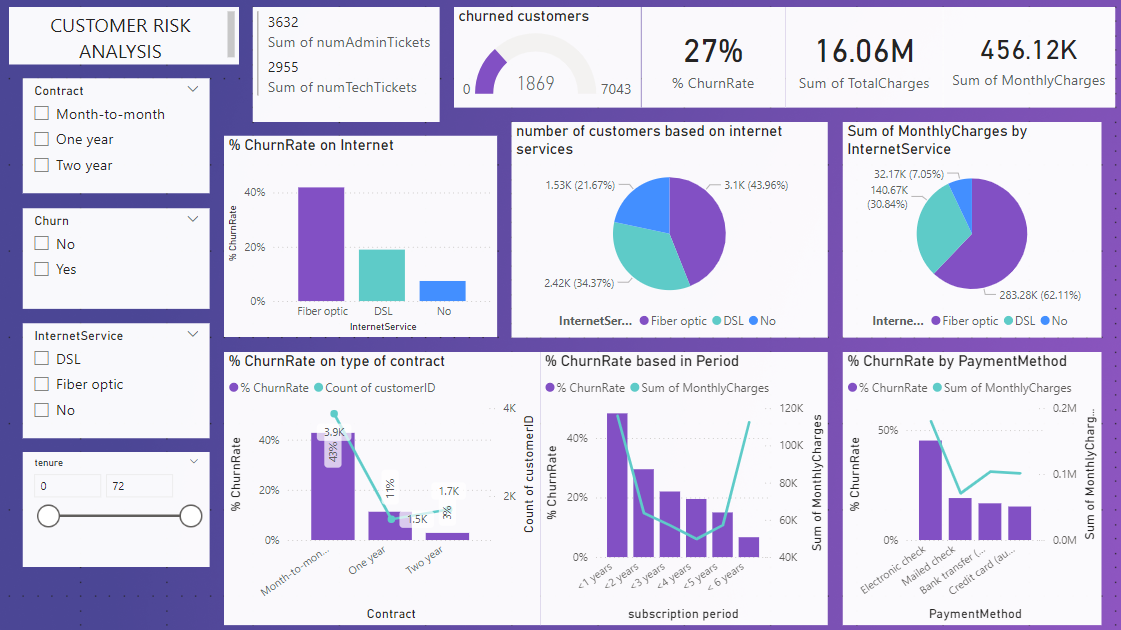 CUSTOMER RISK
ANALYSIS
3632
Sum of numAdminTickets
2955
Sum of numTechTickets
churned customers
0
1869
7043
27%
% ChurnRate
16.06M
Sum of TotalCharges
456.12K
Sum of MonthlyCharges
Contract
Month-to-month
One year
Two year
Churn
No
Yes
InternetService
DSL
Fiber optic
No
tenure
0
72
% ChurnRate on Internet
% ChurnRate
40%
20%
0%
Fiber optic
DSL
No
InternetService
number of customers based on internet
services
1.53K (21.67%)
3.1K (43.96%)
2.42K (34.37%)
InternetSer...
Fiber optic
DSL
No
Sum of MonthlyCharges by
InternetService
32.17K (7.05%)
140.67K
(30.84%)
283.28K (62.11%)
Interne...
Fiber optic
DSL
No
% ChurnRate on type of contract
% ChurnRate
Count of customerID
% ChurnRate
40%
20%
0%
3.9K
43%
11%
1.5K
1.7K
3%
4K
2K
Count of customerID
Month-to-mon...
One year
Two year
Contract
% ChurnRate based in Period
% ChurnRate
Sum of MonthlyCharges
% ChurnRate
40%
20%
0%
120K
100K
80K
60K
40K
Sum of MonthlyCharges
<1 years
<2 years
<3 years
<4 years
<5 years
< 6 years
subscription period
% ChurnRate by PaymentMethod
% ChurnRate
Sum of MonthlyCharges
% ChurnRate
50%
0%
0.2M
0.1M
0.0M
Sum of MonthlyCharg...
Electronic check
Mailed check
Bank transfer (...
Credit card (au...
PaymentMethod